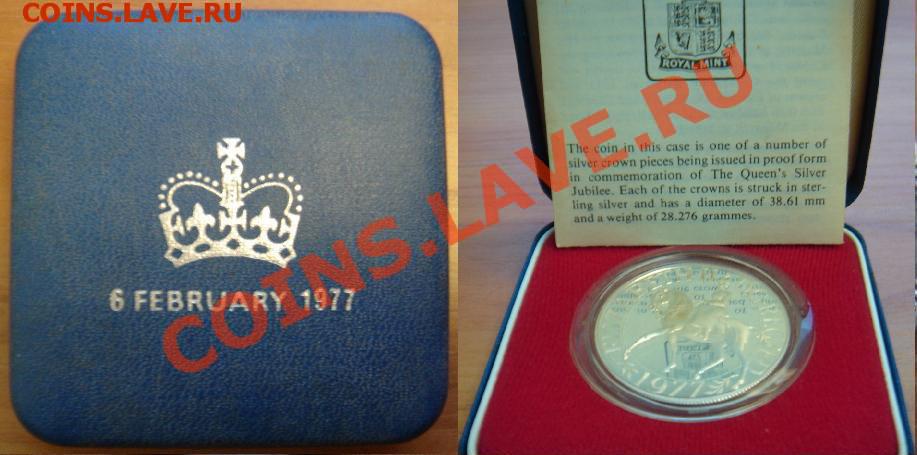 COINS.LAVE.RU
6 FEBRUARY 1977
COINS.LAVE.RU
ROYAL MINT
The coin in this case is one of a number of
silver crown pieces being issued in proof form
in commemoration of The Queen's Silver
Jubilee. Each of the crowns is struck in ster-
ling silver and has a diameter of 38.61 mm
and a weight of 28.276 grammes.
1977